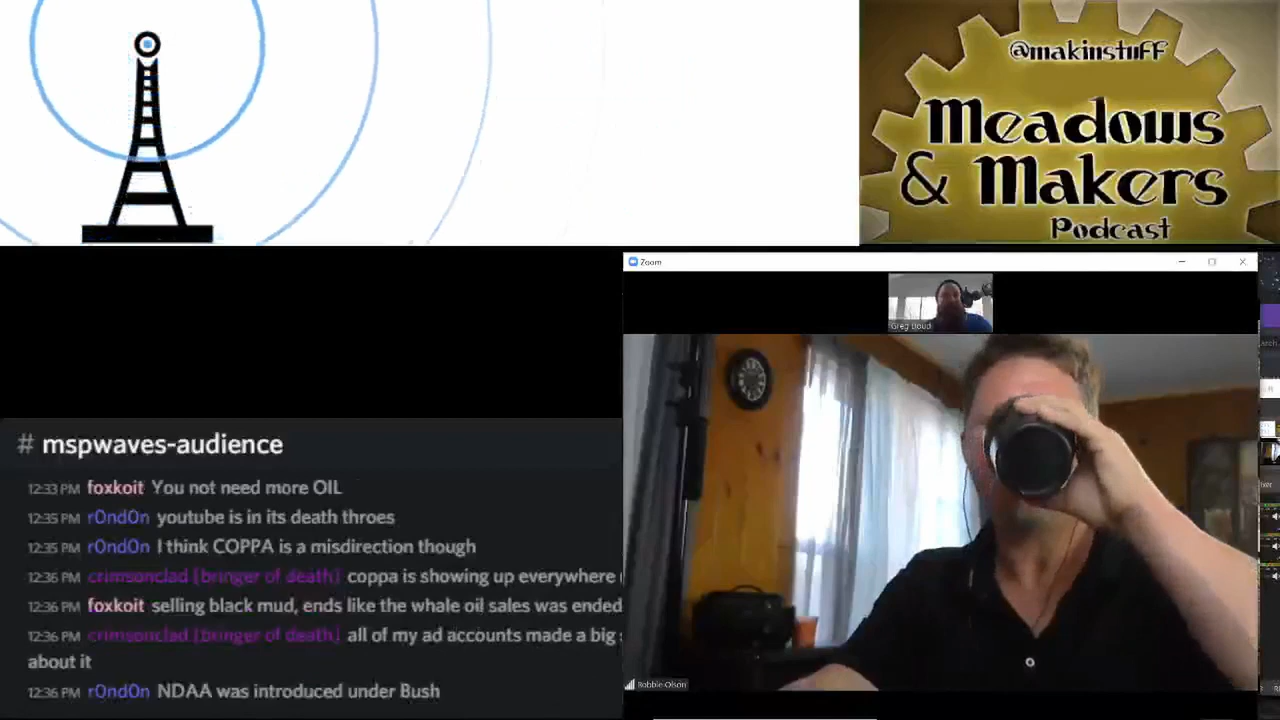 @makinstuff
Meadows
& Makers
Podcast
Zoom
Greg Doud
# mspwaves-audience
12:33 PM foxkoit You not need more OIL
12:35 PM r0nd0n youtube is in its death throes
12:35 PM r0nd0n I think COPPA is a misdirection though
12:36 PM crimsonclad [bringer of death] coppa is showing up everywhere
12:36 PM foxkoit selling black mud, ends like the whale oil sales was ended
12:36 PM crimsonclad [bringer of death] all of my ad accounts made a big
about it
12:36 PM r0nd0n NDAA was introduced under Bush
Robbie Olson